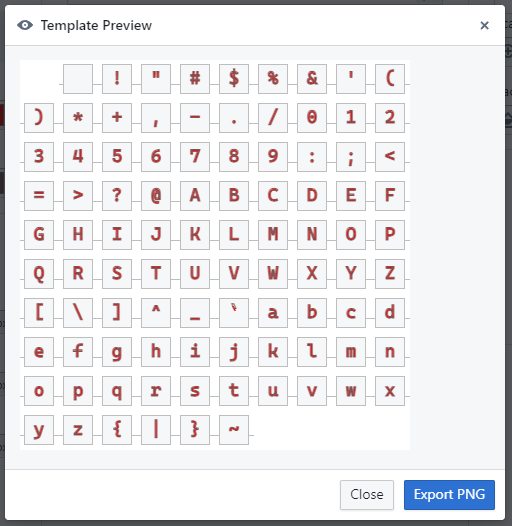 Template Preview
! " # $ % & ' (
) * + , - . / 0 1 2
3 4 5 6 7 8 9 : ; <
= > ? @ A B C D E F
G H I J K L M N O P
Q R S T U V W X Y Z
[ \ ] ^ _ ` a b c d
e f g h i j k l m n
o p q r s t u v w x
y z { | } ~
Close Export PNG